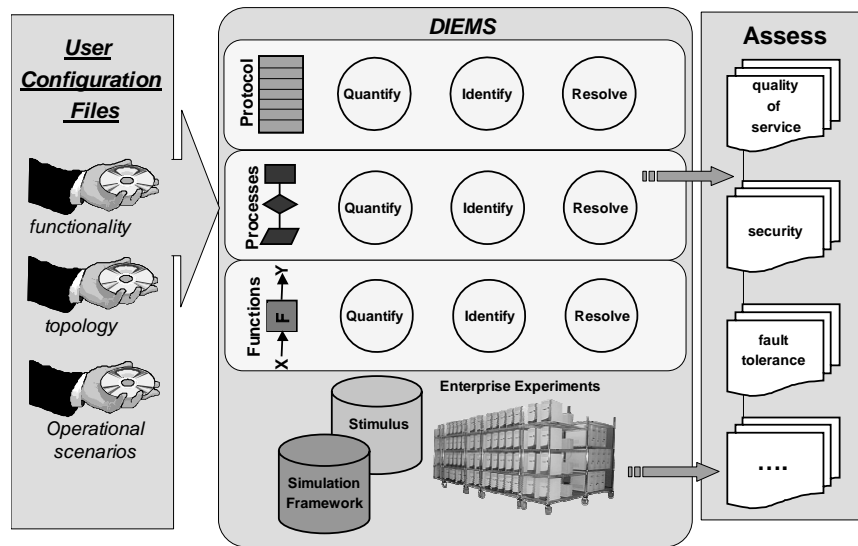 User
Configuration
Files
functionality
topology
Operational
scenarios
DIEMS
Protocol
Quantify
Identify
Resolve
Processes
Quantify
Identify
Resolve
Functions
X
F
Y
Quantify
Identify
Resolve
Stimulus
Simulation
Framework
Enterprise Experiments
Assess
quality
of
service
security
fault
tolerance
....